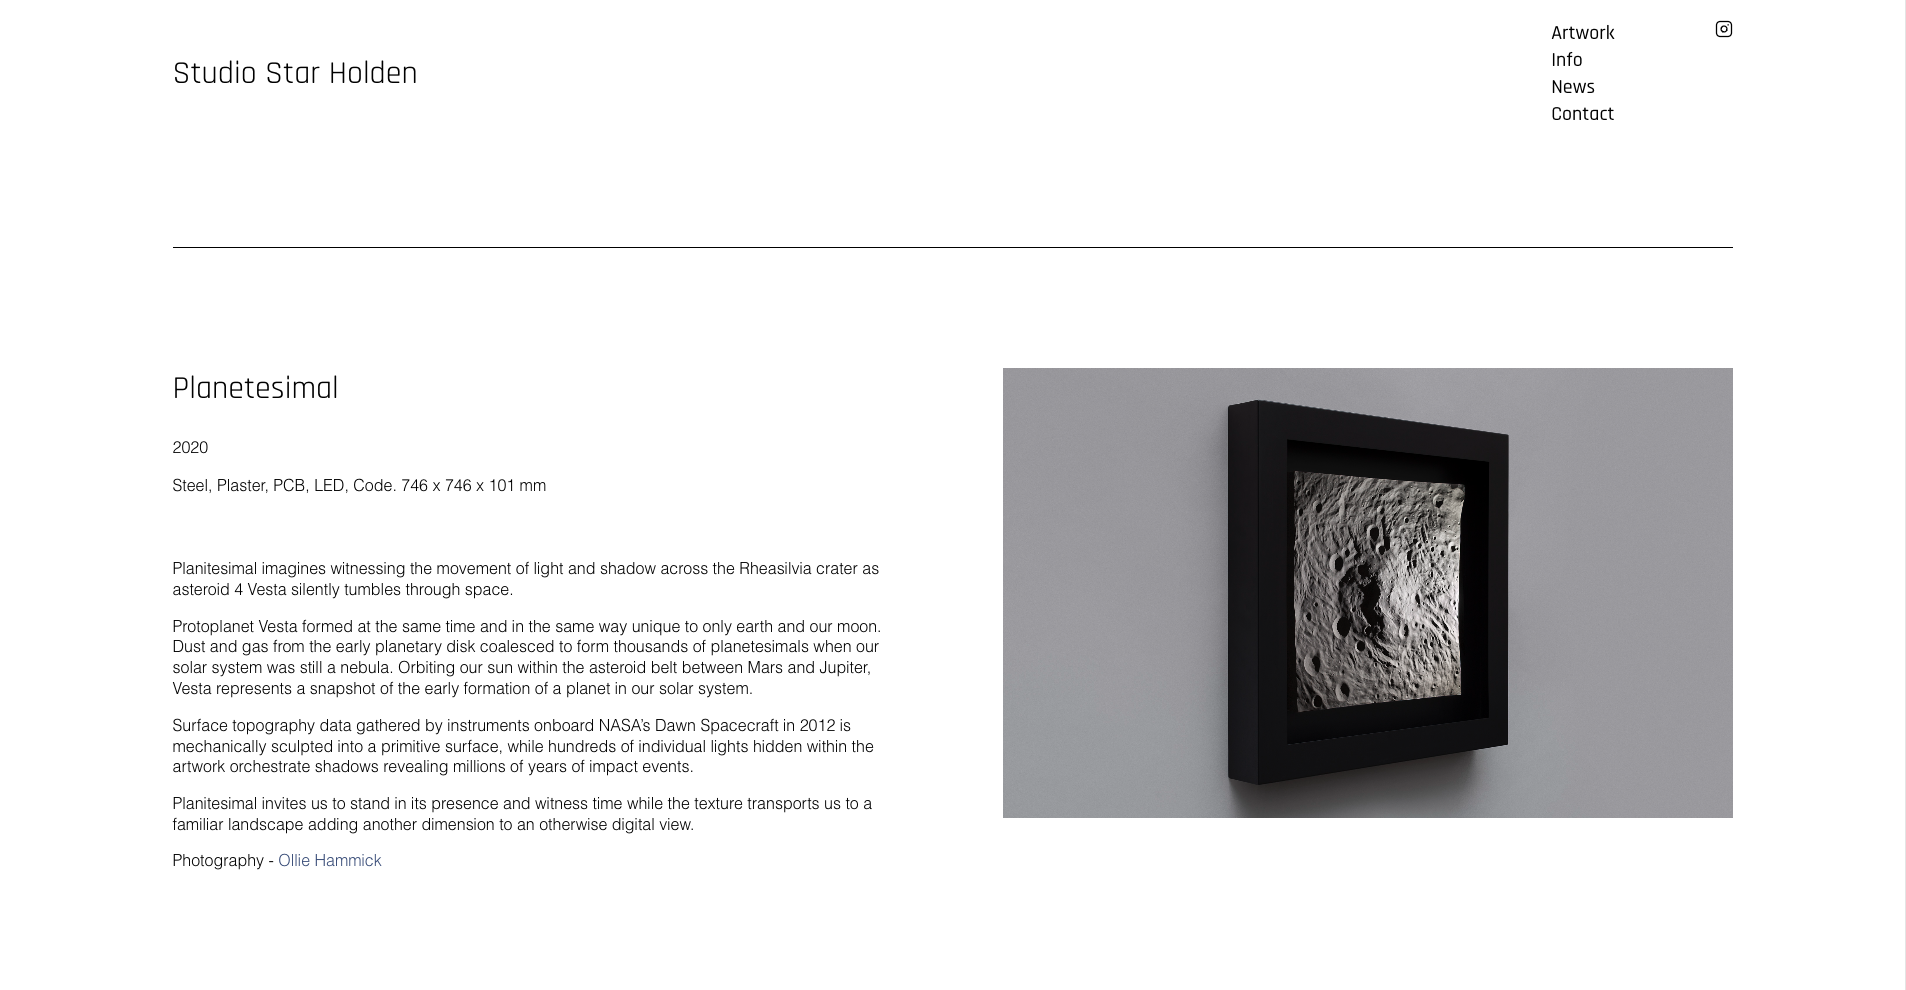 Studio Star Holden
Artwork
Info
News
Contact
Planetesimal
2020
Steel, Plaster, PCB, LED, Code. 746 x 746 x 101 mm
Planitesimal imagines witnessing the movement of light and shadow across the Rheasilvia crater as
asteroid 4 Vesta silently tumbles through space.
Protoplanet Vesta formed at the same time and in the same way unique to only earth and our moon.
Dust and gas from the early planetary disk coalesced to form thousands of planetesimals when our
solar system was still a nebula. Orbiting our sun within the asteroid belt between Mars and Jupiter,
Vesta represents a snapshot of the early formation of a planet in our solar system.
Surface topography data gathered by instruments onboard NASA’s Dawn Spacecraft in 2012 is
mechanically sculpted into a primitive surface, while hundreds of individual lights hidden within the
artwork orchestrate shadows revealing millions of years of impact events.
Planitesimal invites us to stand in its presence and witness time while the texture transports us to a
familiar landscape adding another dimension to an otherwise digital view.
Photography - Ollie Hammick